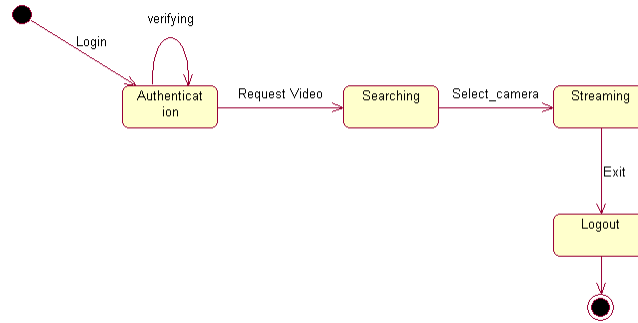 verifying
Login
Authenticat
ion
Request Video
Searching
Select_camera
Streaming
Exit
Logout